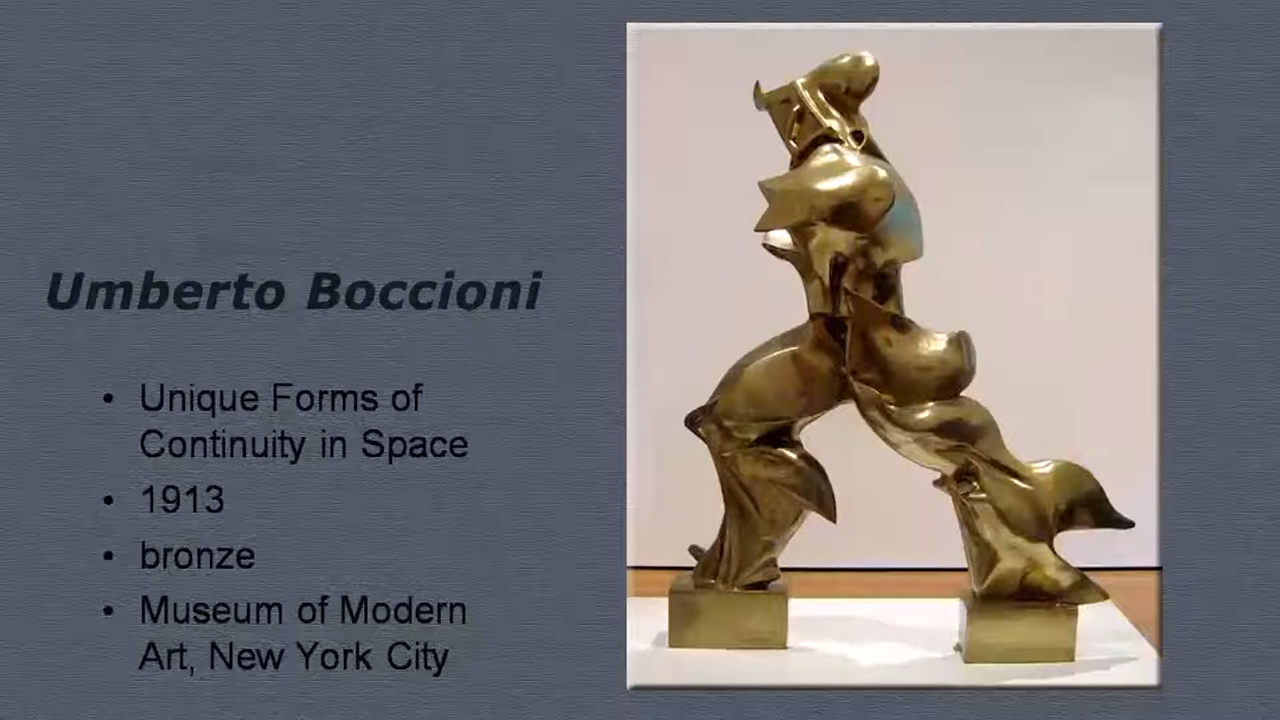 Umberto Boccioni
• Unique Forms of
Continuity in Space
• 1913
• bronze
• Museum of Modern
Art, New York City